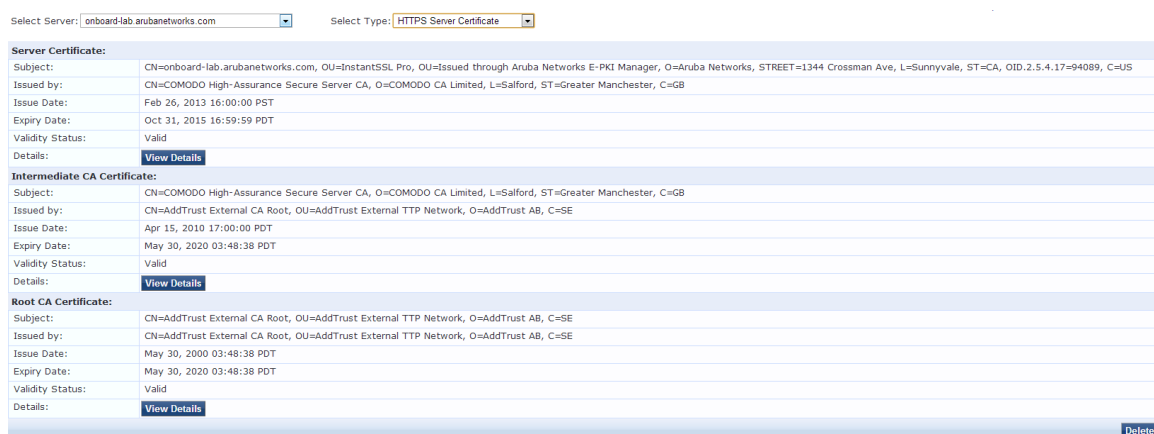 Select Server: onboard-lab.arubanetworks.com Select Type: HTTPS Server Certificate
Server Certificate:
Subject: CN=onboard-lab.arubanetworks.com, OU=InstantSSL Pro, OU=Issued through Aruba Networks E-PKI Manager, O=Aruba Networks, STREET=1344 Crossman Ave, L=Sunnyvale, ST=CA, OID.2.5.4.17=94089, C=US
Issued by: CN=COMODO High-Assurance Secure Server CA, O=COMODO CA Limited, L=Salford, ST=Greater Manchester, C=GB
Issue Date: Feb 26, 2013 16:00:00 PST
Expiry Date: Oct 31, 2015 16:59:59 PDT
Validity Status: Valid
Details: View Details
Intermediate CA Certificate:
Subject: CN=COMODO High-Assurance Secure Server CA, O=COMODO CA Limited, L=Salford, ST=Greater Manchester, C=GB
Issued by: CN=AddTrust External CA Root, OU=AddTrust External TTP Network, O=AddTrust AB, C=SE
Issue Date: Apr 15, 2010 17:00:00 PDT
Expiry Date: May 30, 2020 03:48:38 PDT
Validity Status: Valid
Details: View Details
Root CA Certificate:
Subject: CN=AddTrust External CA Root, OU=AddTrust External TTP Network, O=AddTrust AB, C=SE
Issued by: CN=AddTrust External CA Root, OU=AddTrust External TTP Network, O=AddTrust AB, C=SE
Issue Date: May 30, 2000 03:48:38 PDT
Expiry Date: May 30, 2020 03:48:38 PDT
Validity Status: Valid
Details: View Details
Delete